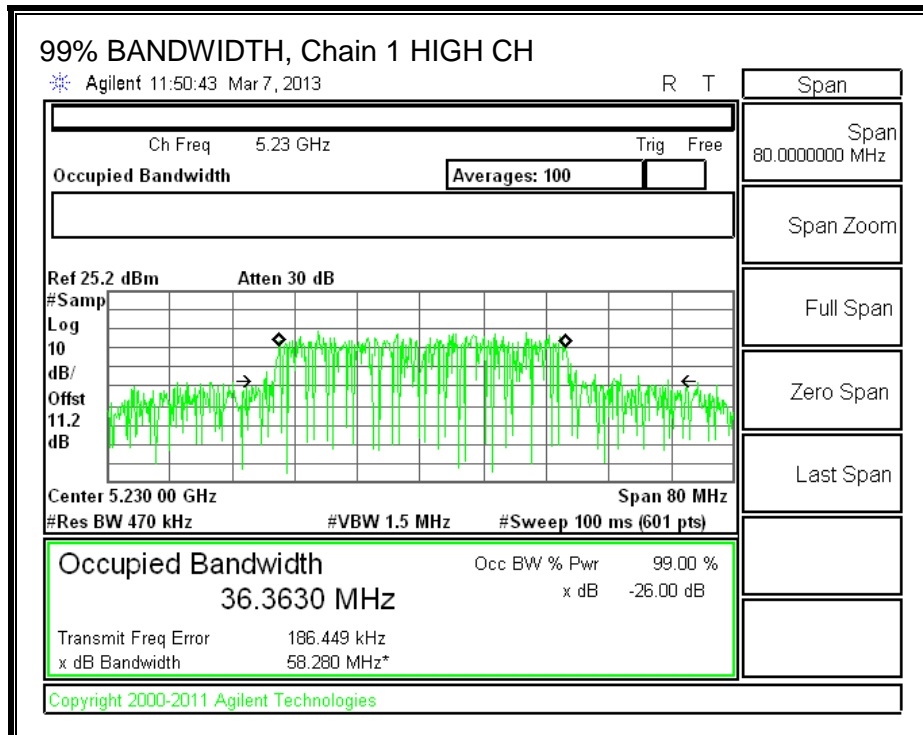 99% BANDWIDTH, Chain 1 HIGH CH
Agilent 11:50:43 Mar 7, 2013 R T
Span
Ch Freq 5.23 GHz Trig Free
Occupied Bandwidth Averages: 100
Span
80.0000000 MHz
Span Zoom
Full Span
Zero Span
Last Span
Ref 25.2 dBm Atten 30 dB
#Samp
Log
10
dB/
Offst
11.2
dB
Center 5.230 00 GHz Span 80 MHz
#Res BW 470 kHz #VBW 1.5 MHz #Sweep 100 ms (601 pts)
Occupied Bandwidth Occ BW % Pwr 99.00 %
36.3630 MHz x dB -26.00 dB
Transmit Freq Error 186.449 kHz
x dB Bandwidth 58.280 MHz*
Copyright 2000-2011 Agilent Technologies